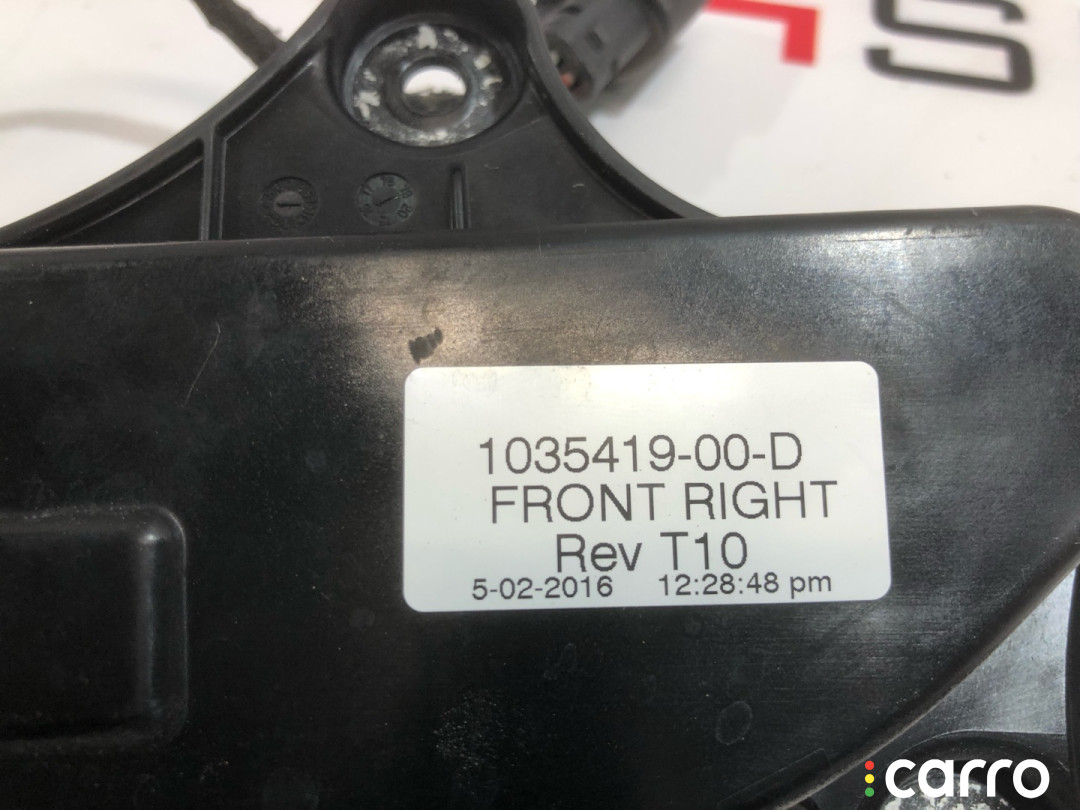 S
1035419-00-D
FRONT RIGHT
Rev T10
5-02-2016 12:28:48 pm
carro